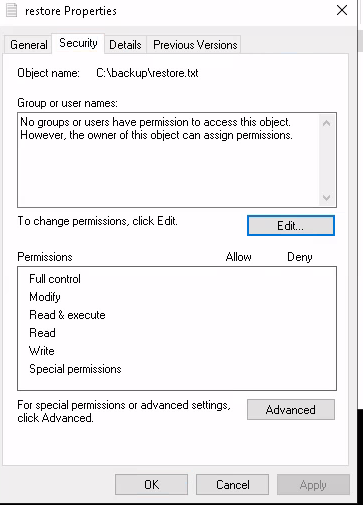 restore Properties
General Security Details Previous Versions
Object name: C:\backup\restore.txt
Group or user names:
No groups or users have permission to access this object.
However, the owner of this object can assign permissions.
To change permissions, click Edit.
Edit...
Permissions Allow Deny
Full control
Modify
Read & execute
Read
Write
Special permissions
For special permissions or advanced settings,
click Advanced.
Advanced
OK Cancel Apply